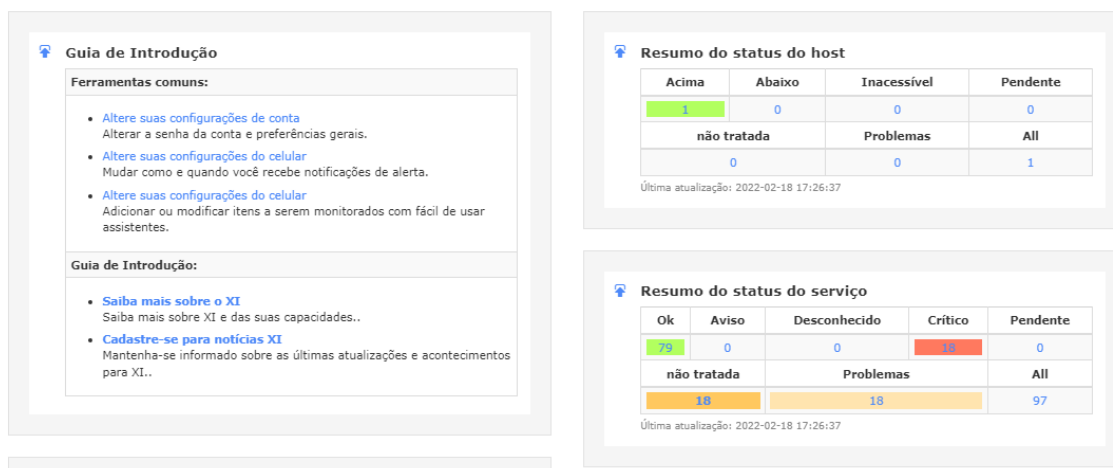 Guia de Introdução
Ferramentas comuns:
Altere suas configurações de conta
Alterar a senha da conta e preferências gerais.
Altere suas configurações do celular
Mudar como e quando você recebe notificações de alerta.
Altere suas configurações do celular
Adicionar ou modificar itens a serem monitorados com fácil de usar
assistentes.
Guia de Introdução:
Saiba mais sobre o XI
Saiba mais sobre XI e das suas capacidades..
Cadastre-se para notícias XI
Mantenha-se informado sobre as últimas atualizações e acontecimentos
para XI..
Resumo do status do host
Acima Abaixo Inacessível Pendente
1 0 0 0
não tratada Problemas All
0 0 1
Última atualização: 2022-02-18 17:26:37
Resumo do status do serviço
Ok Aviso Desconhecido Crítico Pendente
79 0 0 18 0
não tratada Problemas All
18 18 97
Última atualização: 2022-02-18 17:26:37